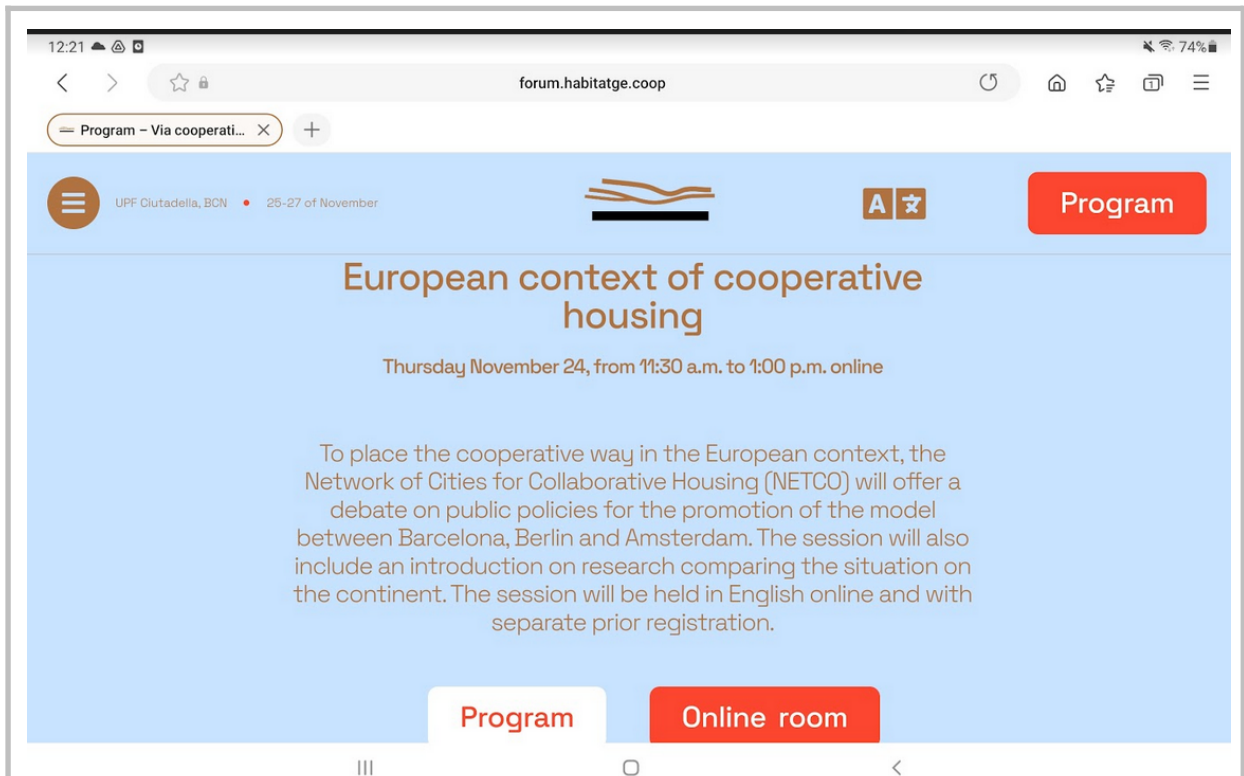 12:21
74%
forum.habitatge.coop
1
Program – Via cooperati...
UPF Ciutadella, BCN • 25-27 of November
A 文
Program
European context of cooperative
housing
Thursday November 24, from 11:30 a.m. to 1:00 p.m. online
To place the cooperative way in the European context, the
Network of Cities for Collaborative Housing (NETCO) will offer a
debate on public policies for the promotion of the model
between Barcelona, Berlin and Amsterdam. The session will also
include an introduction on research comparing the situation on
the continent. The session will be held in English online and with
separate prior registration.
Program
Online room